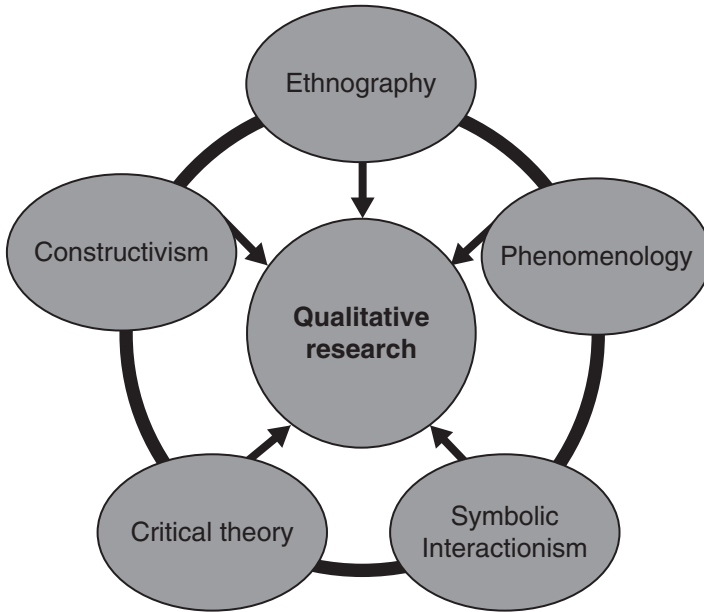 Ethnography
Constructivism
Phenomenology
Qualitative
research
Critical theory
Symbolic
Interactionism